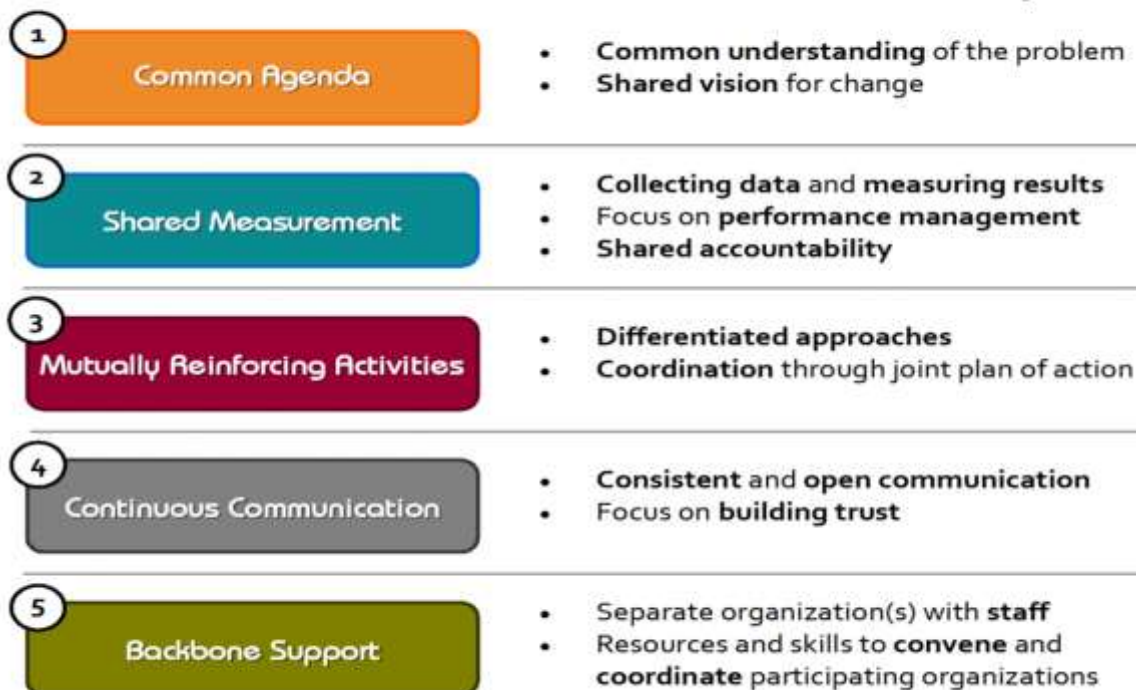 1
Common Agenda
• Common understanding of the problem
• Shared vision for change
2
Shared Measurement
• Collecting data and measuring results
• Focus on performance management
• Shared accountability
3
Mutually Reinforcing Activities
• Differentiated approaches
• Coordination through joint plan of action
4
Continuous Communication
• Consistent and open communication
• Focus on building trust
5
Backbone Support
• Separate organization(s) with staff
• Resources and skills to convene and
coordinate participating organizations